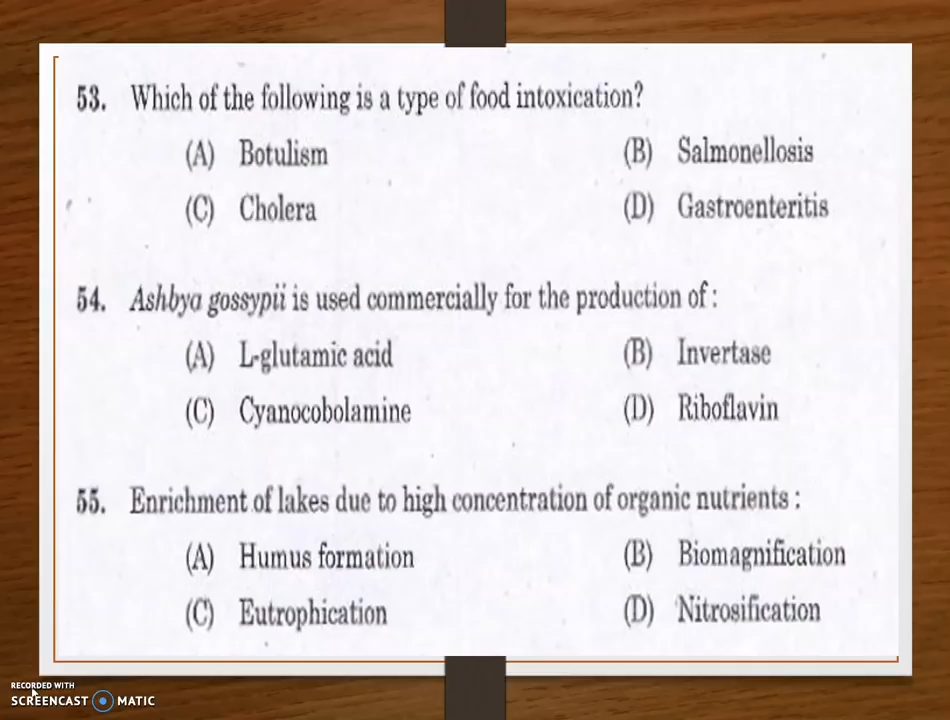 53. Which of the following is a type of food intoxication?
(A) Botulism (B) Salmonellosis
(C) Cholera (D) Gastroenteritis
54. Ashbya gossypii is used commercially for the production of :
(A) L-glutamic acid (B) Invertase
(C) Cyanocobolamine (D) Riboflavin
55. Enrichment of lakes due to high concentration of organic nutrients :
(A) Humus formation (B) Biomagnification
(C) Eutrophication (D) Nitrosification
RECORDED WITH
SCREENCAST MATIC